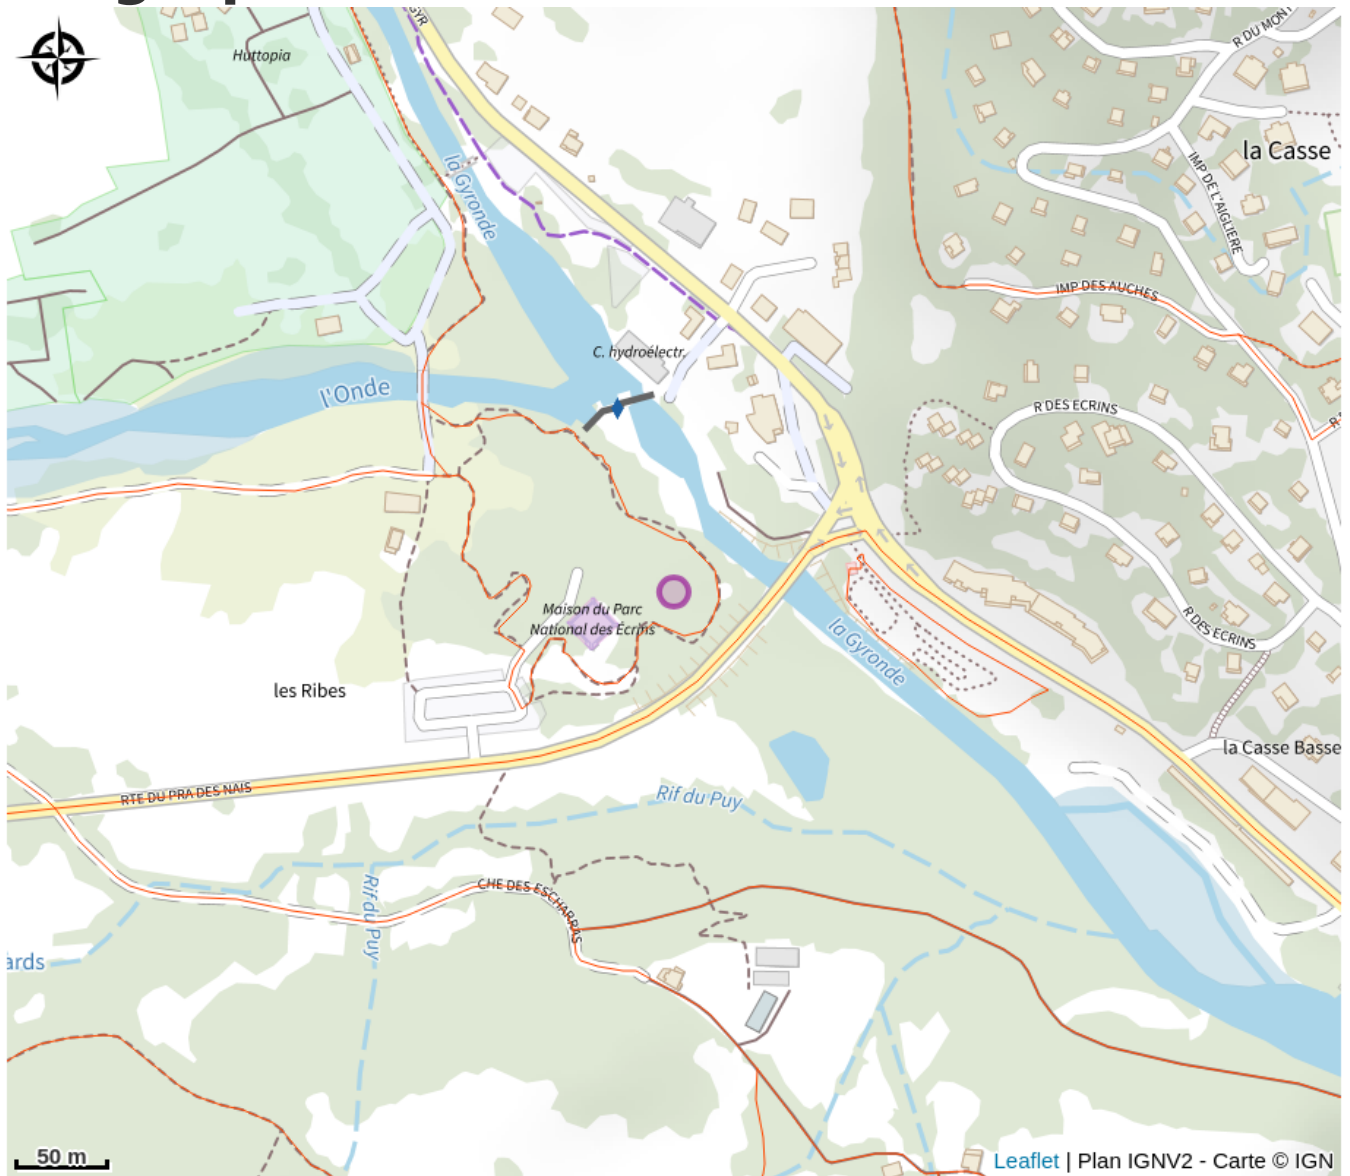 GYR
Huttopia
R DU MONT
la Casse
la Gyronde
IMP DE L'AIGLIERE
IMP DES AUCHES
C. hydroélectr.
l'Onde
R DES ECRINS
Maison du Parc
National des Écrins
la Gyronde
R DES ECRINS
les Ribes
la Casse Basse
RTE DU PRA DES NAIS
Rif du Puy
CHE DES ESCHARRAS
Rif du Puy
ards
50 m
Leaflet | Plan IGNV2 - Carte © IGN